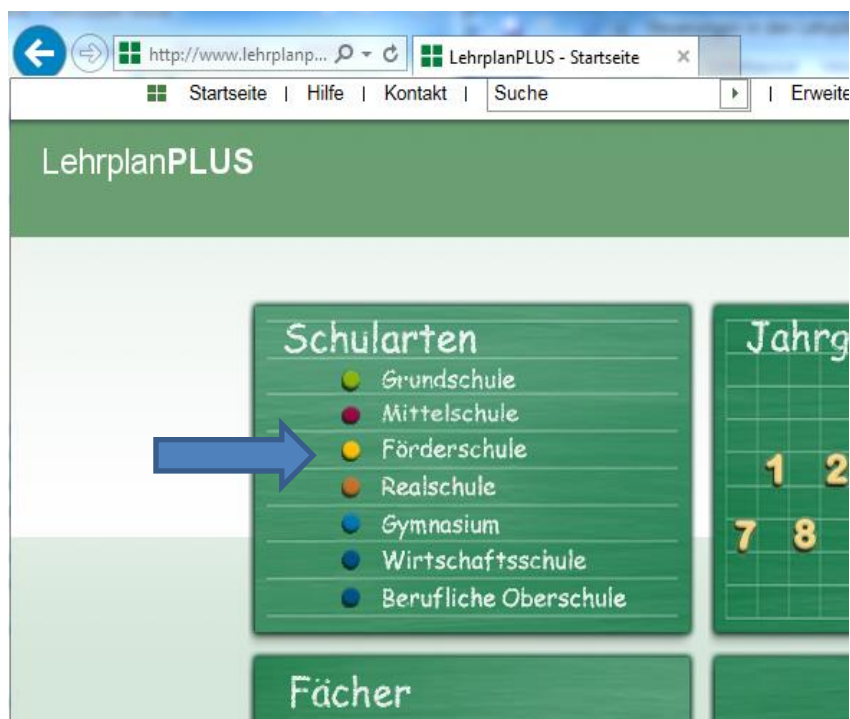 http://www.lehrplanp... LehrplanPLUS - Startseite
Startseite | Hilfe | Kontakt | Suche | Erweite
LehrplanPLUS
Schularten
Grundschule
Mittelschule
Förderschule
Realschule
Gymnasium
Wirtschaftsschule
Berufliche Oberschule
Jahrg
1 2
7 8
Fächer